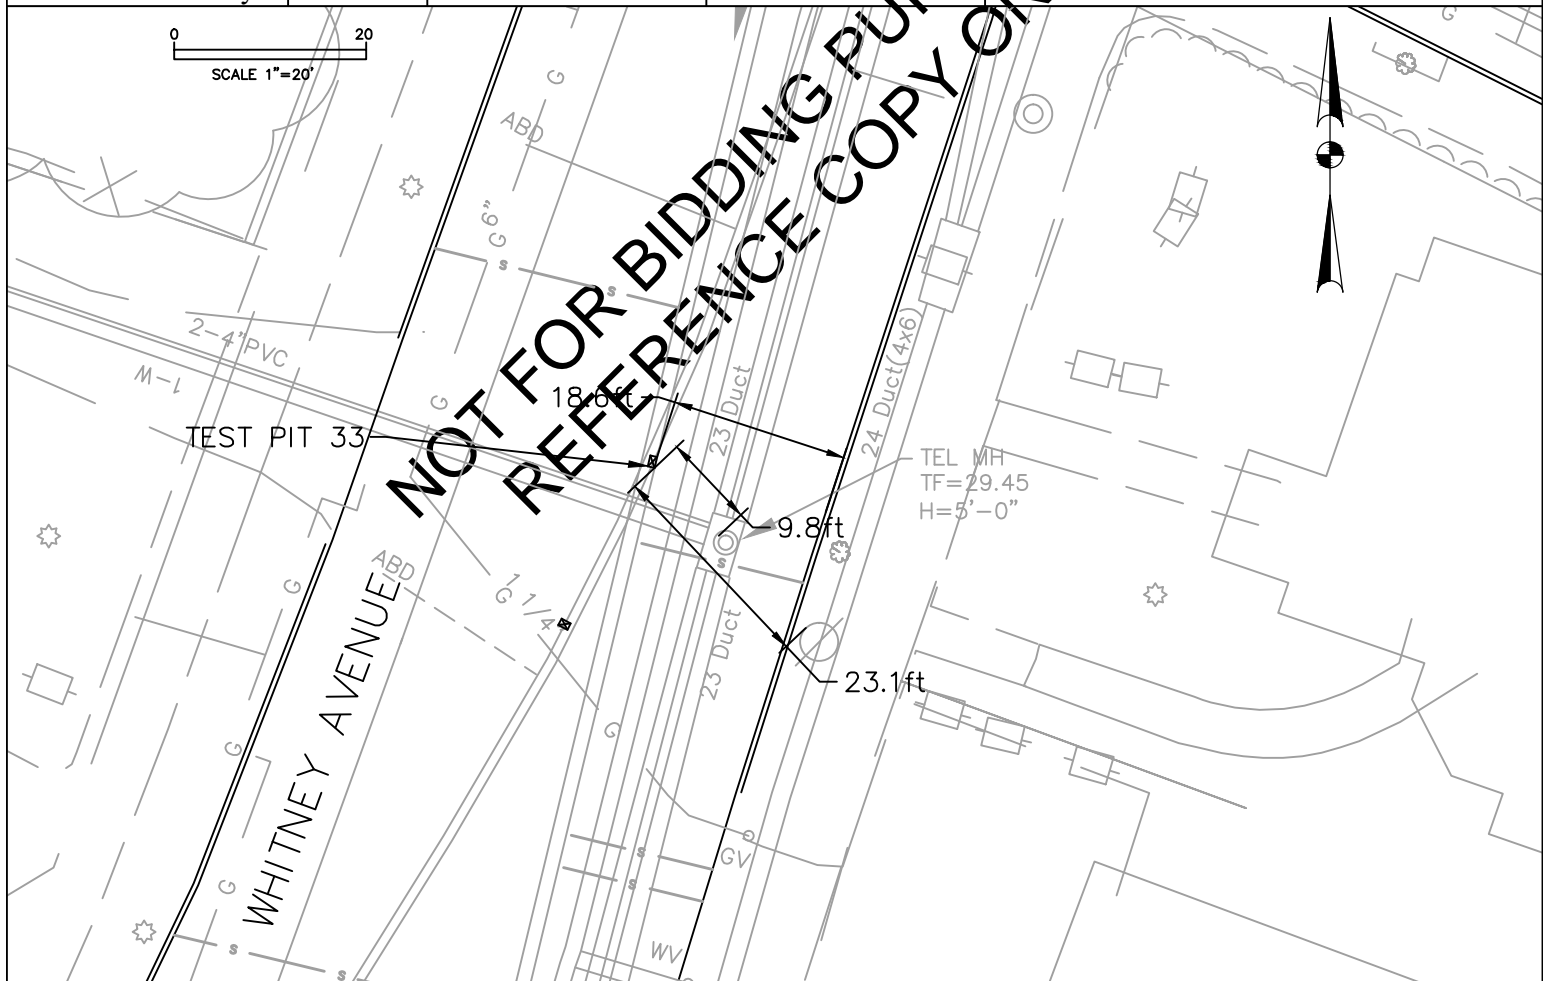 0 20
SCALE 1"=20'
G
G
ABD
6"
G
s
s
NOT FOR BIDDING
REFERENCE COPY
2-4"PVC
1-W
G
18.6ft
23 Duct
24 Duct(4x6)
TEST PIT 33
TEL MH
TF=29.45
H=5'-0"
9.8ft
s
ABD
G
1 1/4
G
WHITNEY AVENUE
23 Duct
23.1ft
G
G
s
GV
s
G
WV
s
s